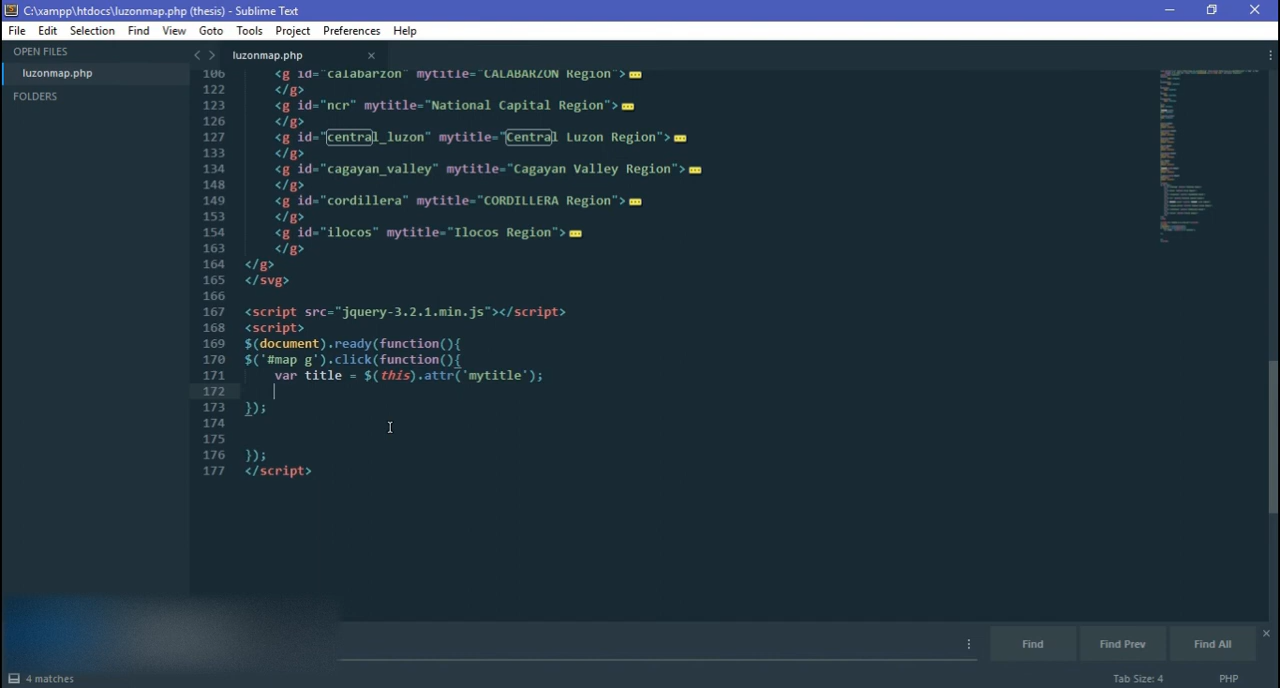 C:\xampp\htdocs\luzonmap.php (thesis) - Sublime Text
File Edit Selection Find View Goto Tools Project Preferences Help
OPEN FILES
luzonmap.php
FOLDERS
luzonmap.php
106 <g id="calabarzon" mytitle="CALABARZON Region">
122 </g>
123 <g id="ncr" mytitle="National Capital Region">
126 </g>
127 <g id="central_luzon" mytitle="Central Luzon Region">
133 </g>
134 <g id="cagayan_valley" mytitle="Cagayan Valley Region">
148 </g>
149 <g id="cordillera" mytitle="CORDILLERA Region">
153 </g>
154 <g id="ilocos" mytitle="Ilocos Region">
163 </g>
164 </g>
165 </svg>
166
167 <script src="jquery-3.2.1.min.js"></script>
168 <script>
169 $(document).ready(function(){
170 $('#map g').click(function(){
171 var title = $(this).attr('mytitle');
172
173 });
174
175
176 });
177 </script>
Find Find Prev Find All
4 matches
Tab Size: 4
PHP